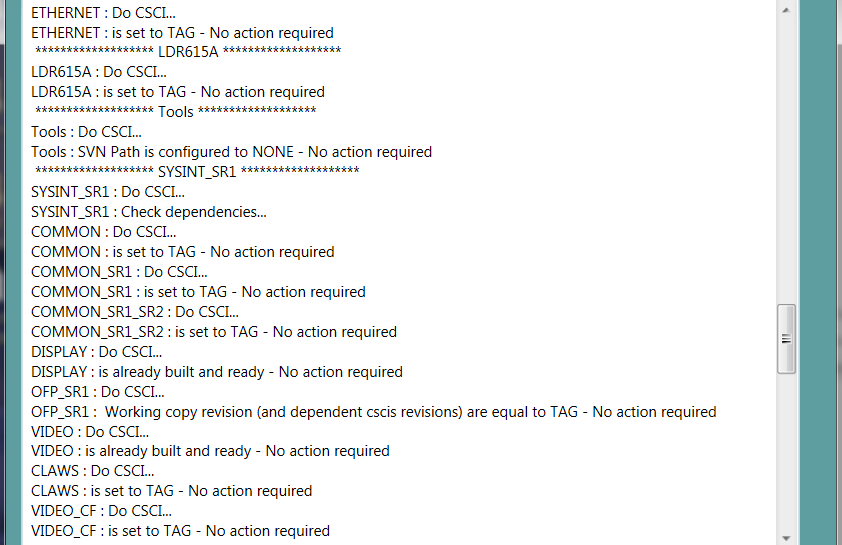 ETHERNET : Do CSCI...
ETHERNET : is set to TAG - No action required
******************* LDR615A *******************
LDR615A : Do CSCI...
LDR615A : is set to TAG - No action required
******************* Tools *******************
Tools : Do CSCI...
Tools : SVN Path is configured to NONE - No action required
******************* SYSINT_SR1 *******************
SYSINT_SR1 : Do CSCI...
SYSINT_SR1 : Check dependencies...
COMMON : Do CSCI...
COMMON : is set to TAG - No action required
COMMON_SR1 : Do CSCI...
COMMON_SR1 : is set to TAG - No action required
COMMON_SR1_SR2 : Do CSCI...
COMMON_SR1_SR2 : is set to TAG - No action required
DISPLAY : Do CSCI...
DISPLAY : is already built and ready - No action required
OFP_SR1 : Do CSCI...
OFP_SR1 :  Working copy revision (and dependent cscis revisions) are equal to TAG - No action required
VIDEO : Do CSCI...
VIDEO : is already built and ready - No action required
CLAWS : Do CSCI...
CLAWS : is set to TAG - No action required
VIDEO_CF : Do CSCI...
VIDEO_CF : is set to TAG - No action required